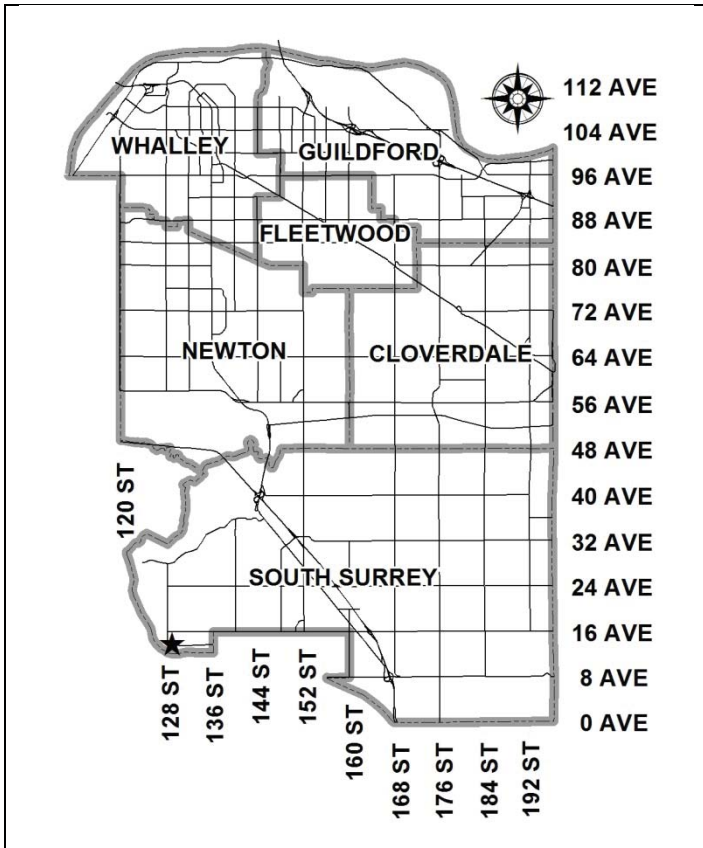 112 AVE
104 AVE
WHALLEY
GUILDFORD
96 AVE
88 AVE
FLEETWOOD
80 AVE
72 AVE
NEWTON
CLOVERDALE
64 AVE
56 AVE
48 AVE
120 ST
40 AVE
32 AVE
SOUTH SURREY
24 AVE
16 AVE
128 ST
136 ST
144 ST
152 ST
160 ST
8 AVE
0 AVE
168 ST
176 ST
184 ST
192 ST